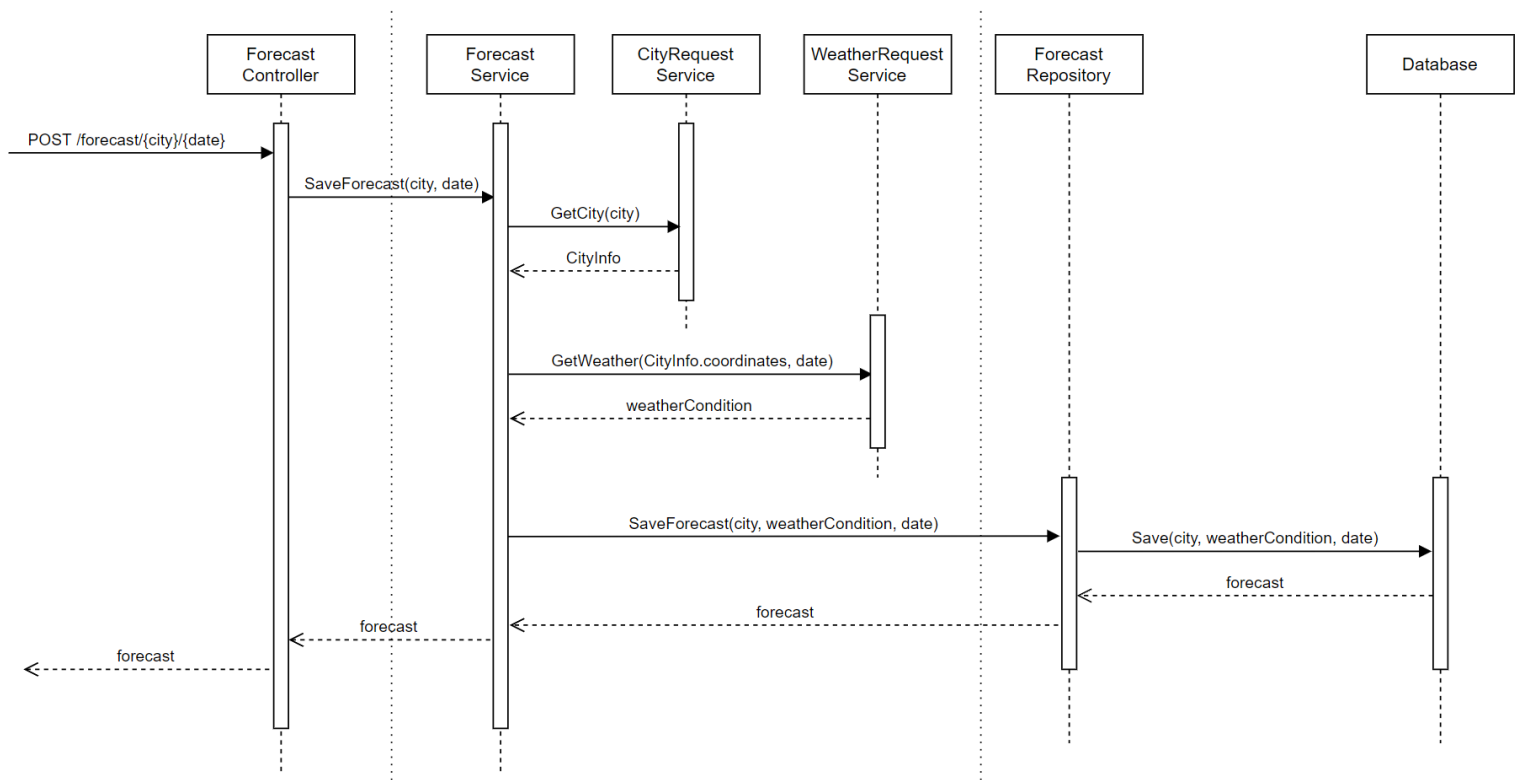 Forecast
Controller
Forecast
Service
CityRequest
Service
WeatherRequest
Service
Forecast
Repository
Database
POST /forecast/{city}/{date}
SaveForecast(city, date)
GetCity(city)
CityInfo
GetWeather(CityInfo.coordinates, date)
weatherCondition
SaveForecast(city, weatherCondition, date)
Save(city, weatherCondition, date)
forecast
forecast
forecast
forecast